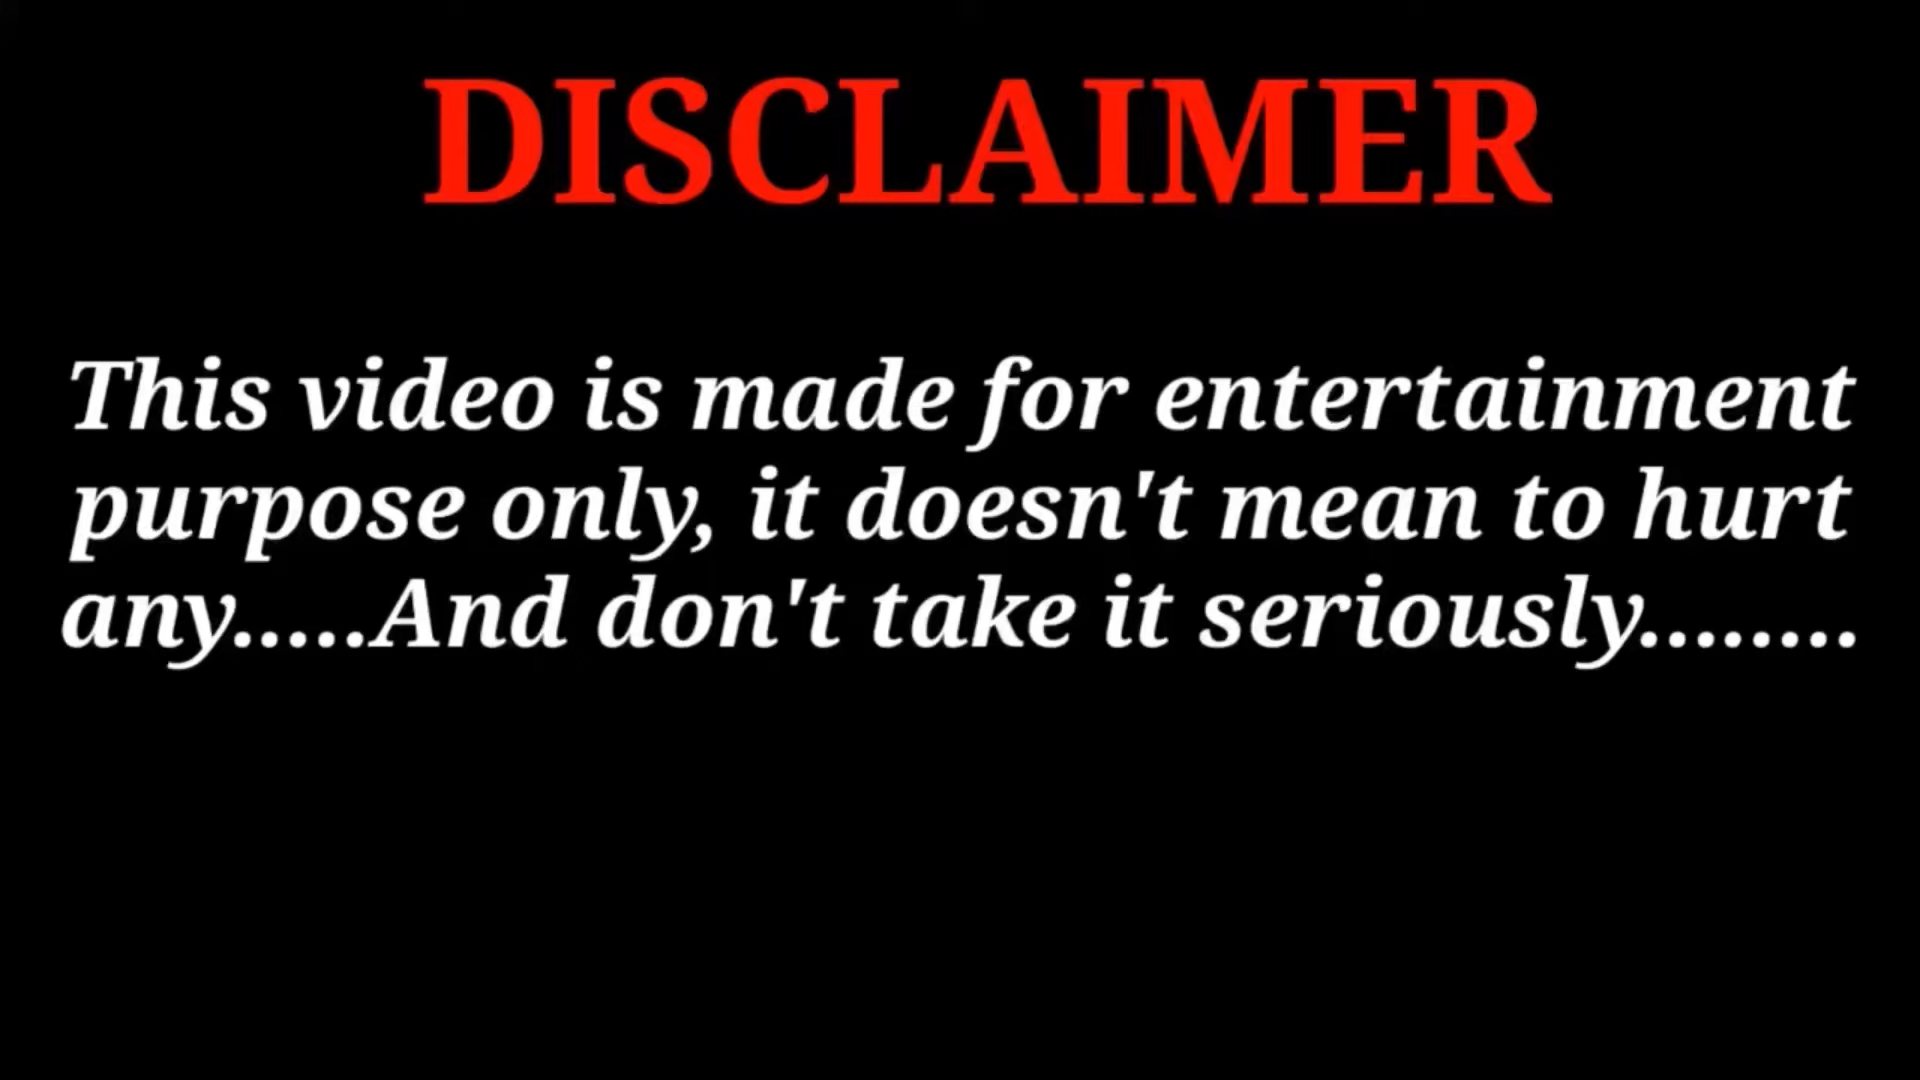 DISCLAIMER
This video is made for entertainment
purpose only, it doesn't mean to hurt
any.....And don't take it seriously........